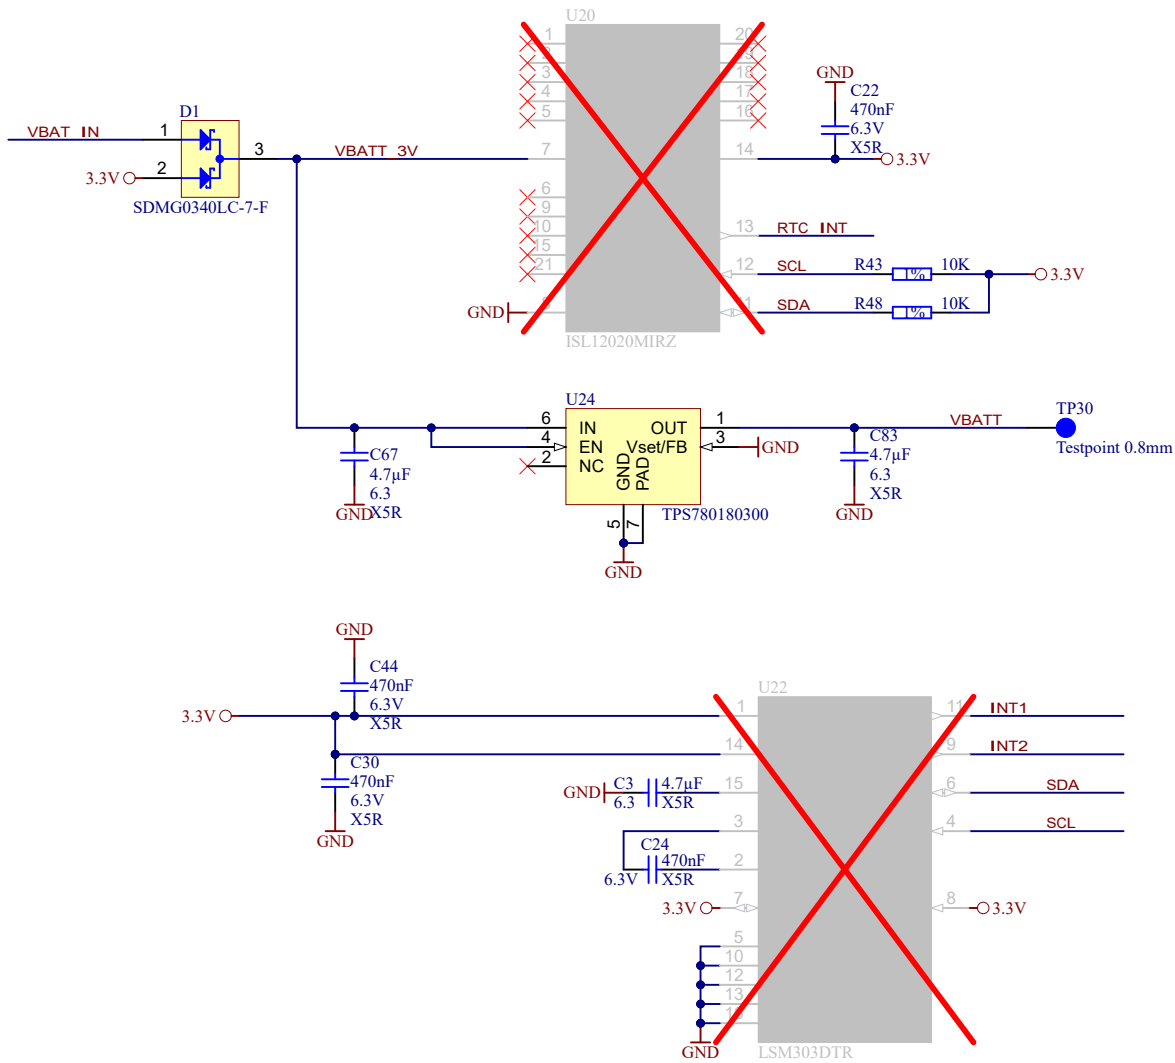 U20
1
20
2
19
3
18
4
17
5
16
GND
C22
470nF
6.3V
X5R
D1
VBAT_IN
1
3
VBATT_3V
7
14
3.3V
3.3V
2
SDMG0340LC-7-F
6
9
10
13
RTC_INT
15
21
12
SCL
R43
1%
10K
3.3V
GND
8
SDA
R48
1%
10K
ISL12020MIRZ
U24
6
IN
OUT
1
VBATT
TP30
Testpoint 0.8mm
4
EN
Vset/FB
3
GND
2
NC
GND
PAD
5
7
TPS780180300
GND
C67
4.7µF
6.3
X5R
GND
C83
4.7µF
6.3
X5R
GND
GND
C44
470nF
6.3V
X5R
3.3V
C30
470nF
6.3V
X5R
GND
U22
1
11
INT1
14
9
INT2
GND
C3
4.7µF
6.3
X5R
15
6
SDA
3
4
SCL
C24
470nF
6.3V
X5R
2
3.3V
7
8
3.3V
5
10
12
13
GND
LSM303DTR